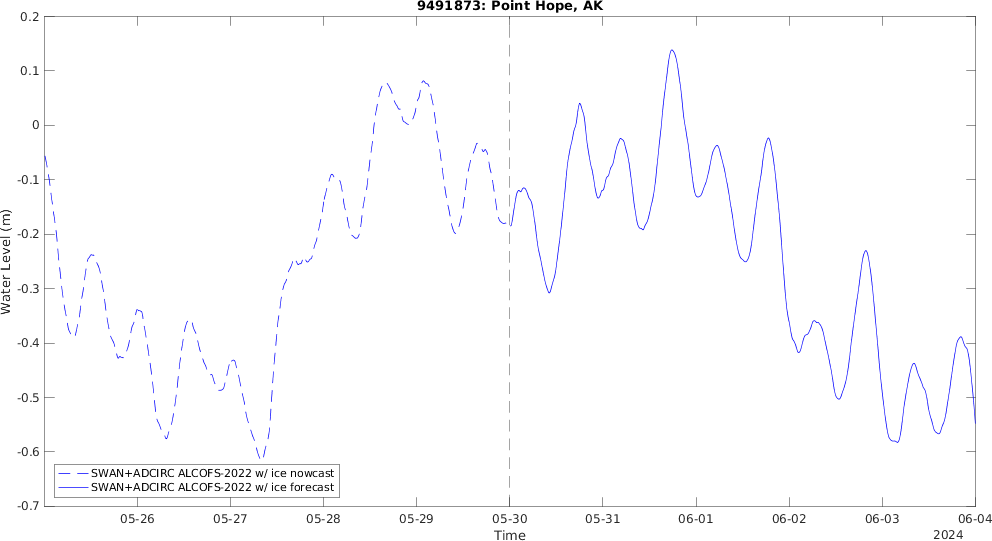 9491873: Point Hope, AK
0.2
0.1
0
-0.1
-0.2
-0.3
-0.4
-0.5
-0.6
-0.7
Water Level (m)
SWAN+ADCIRC ALCOFS-2022 w/ ice nowcast
SWAN+ADCIRC ALCOFS-2022 w/ ice forecast
05-26 05-27 05-28 05-29 05-30 05-31 06-01 06-02 06-03 06-04
Time
2024